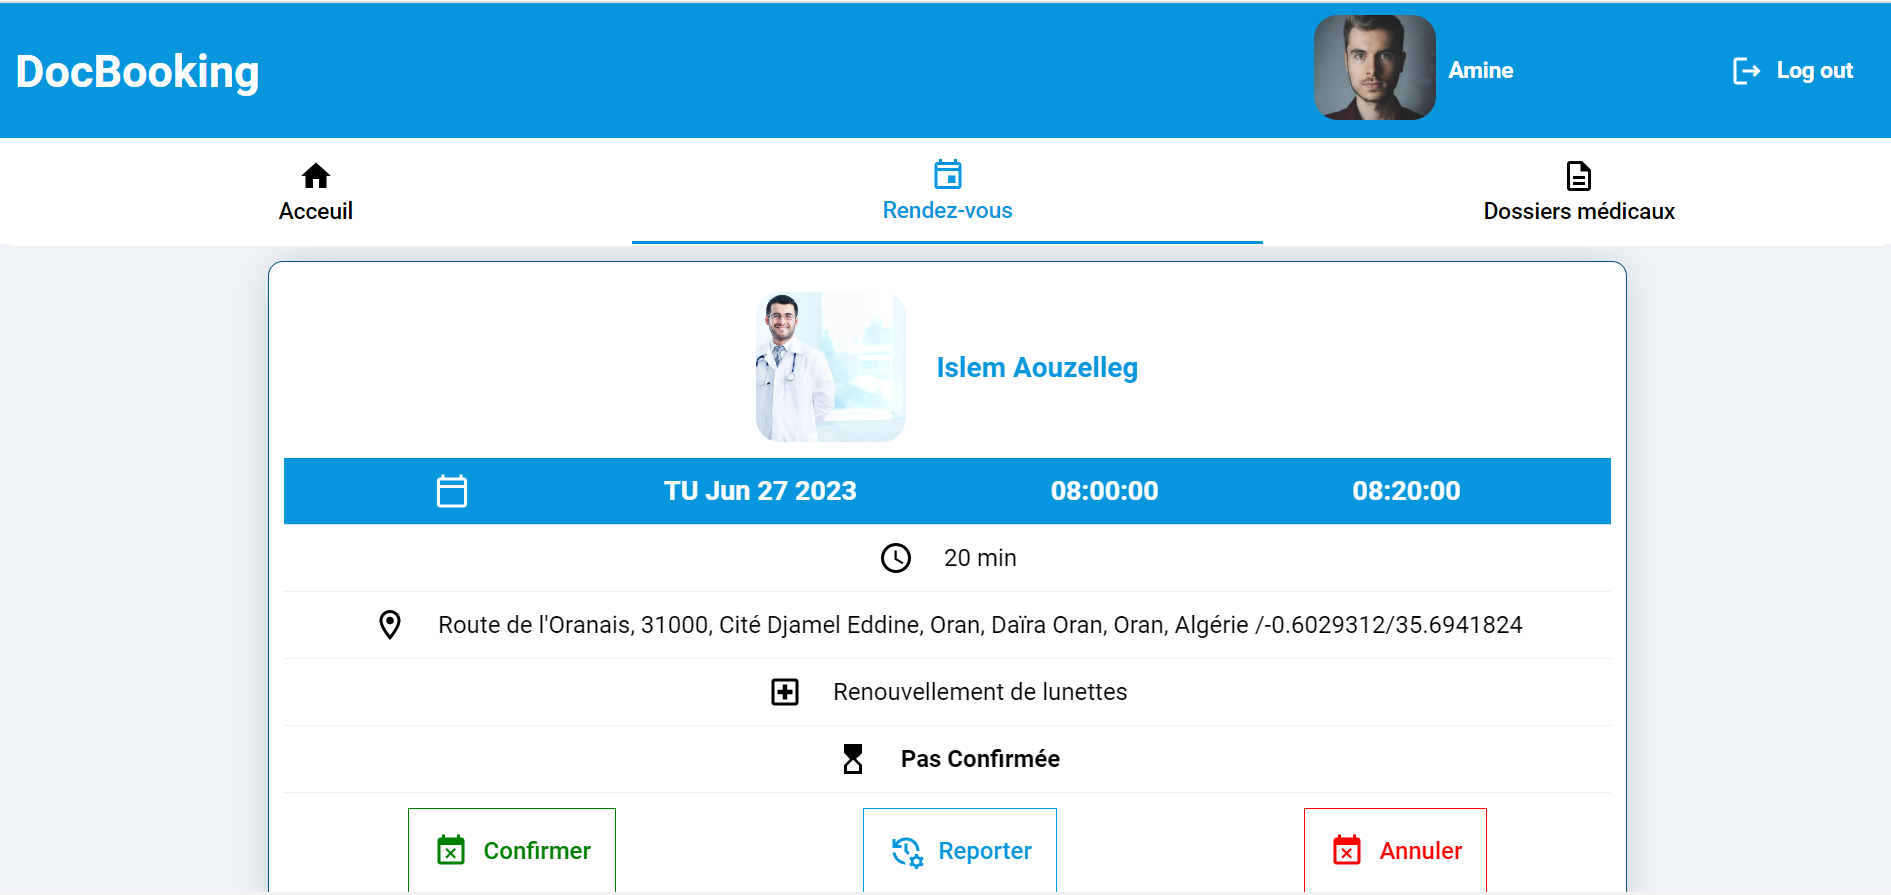 DocBooking
Amine
Log out
Acceuil
Rendez-vous
Dossiers médicaux
Islem Aouzelleg
TU Jun 27 2023 08:00:00 08:20:00
20 min
Route de l'Oranais, 31000, Cité Djamel Eddine, Oran, Daïra Oran, Oran, Algérie /-0.6029312/35.6941824
Renouvellement de lunettes
Pas Confirmée
Confirmer
Reporter
Annuler